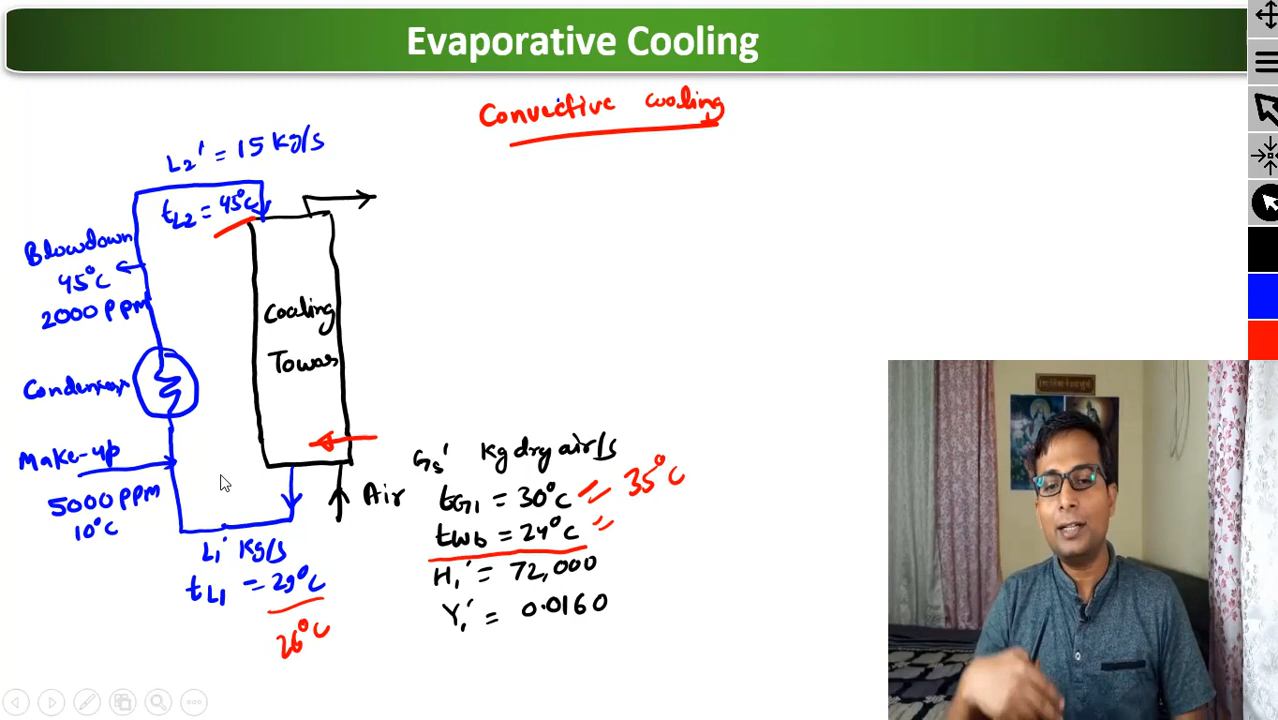 Evaporative Cooling
Convective cooling
L2' = 15 Kg/s
tL2 = 45°C
Blowdown
45°C
2000 PPM
Cooling
Towar
Condenser
Make-up
5000 PPM
10°C
L1' Kg/s
tL1 = 29°C
26°C
Air
Gs' Kg dry air/s
tG1 = 30°C
35°C
twb = 24°C
H1' = 72,000
Y1' = 0.0160